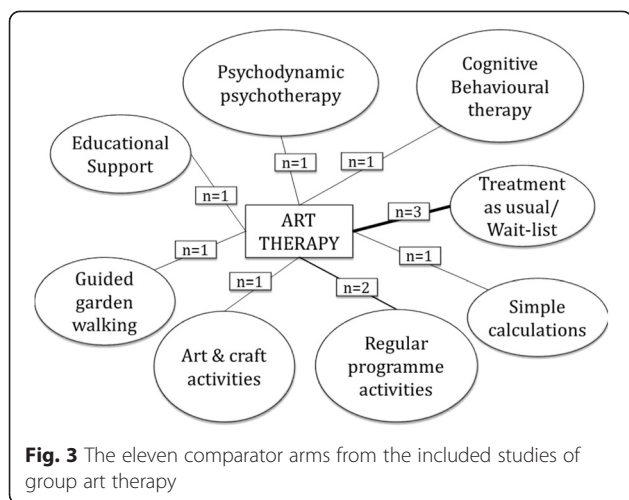 Psychodynamic
psychotherapy
n=1
Cognitive
Behavioural
therapy
n=1
Educational
Support
n=1
Treatment
as usual/
Wait-list
n=3
ART
THERAPY
Guided
garden
walking
n=1
Art & craft
activities
n=1
Regular
programme
activities
n=2
Simple
calculations
n=1
Fig. 3 The eleven comparator arms from the included studies of
group art therapy